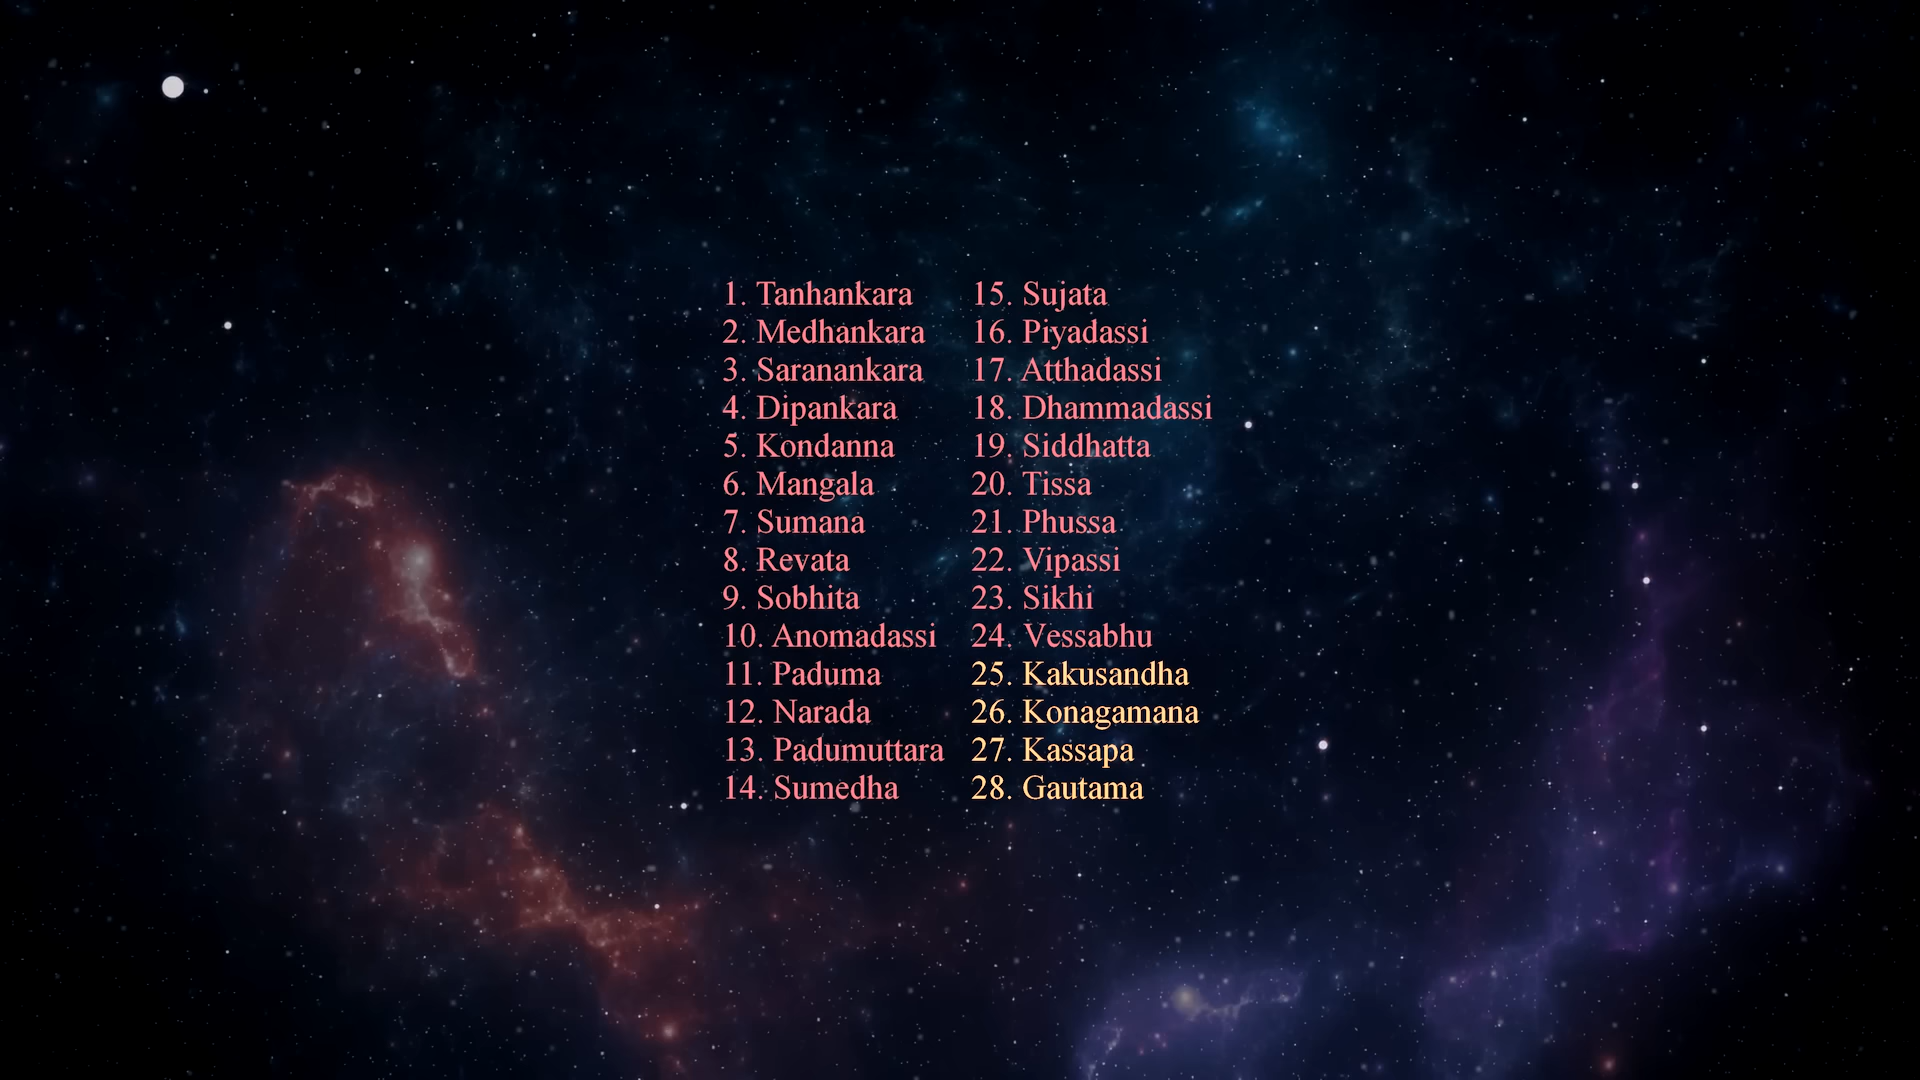 1. Tanhankara
2. Medhankara
3. Saranankara
4. Dipankara
5. Kondanna
6. Mangala
7. Sumana
8. Revata
9. Sobhita
10. Anomadassi
11. Paduma
12. Narada
13. Padumuttara
14. Sumedha
15. Sujata
16. Piyadassi
17. Atthadassi
18. Dhammadassi
19. Siddhatta
20. Tissa
21. Phussa
22. Vipassi
23. Sikhi
24. Vessabhu
25. Kakusandha
26. Konagamana
27. Kassapa
28. Gautama